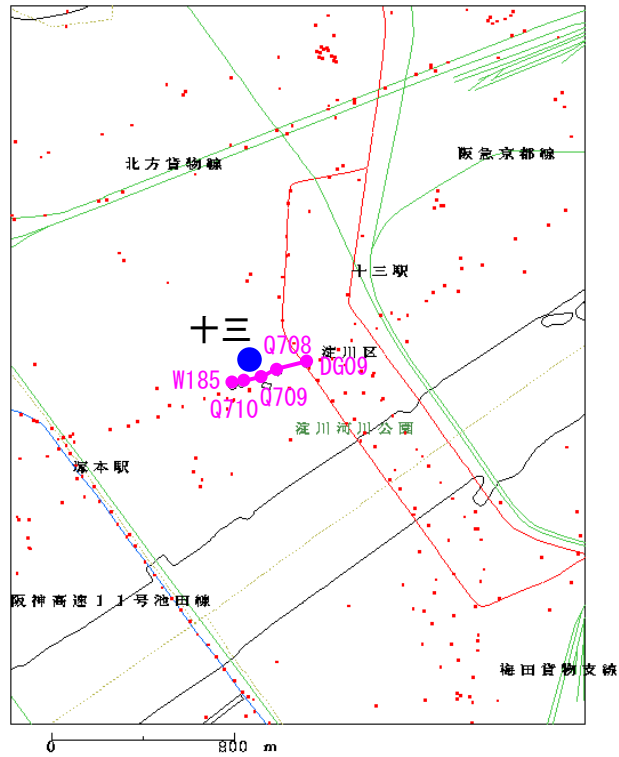 北方貨物線
阪急京都線
十三駅
十三
Q708
淀川区
DG09
W185
Q709
Q710
淀川河川公園
塚本駅
阪神高速11号池田線
梅田貨物支線
0 800 m